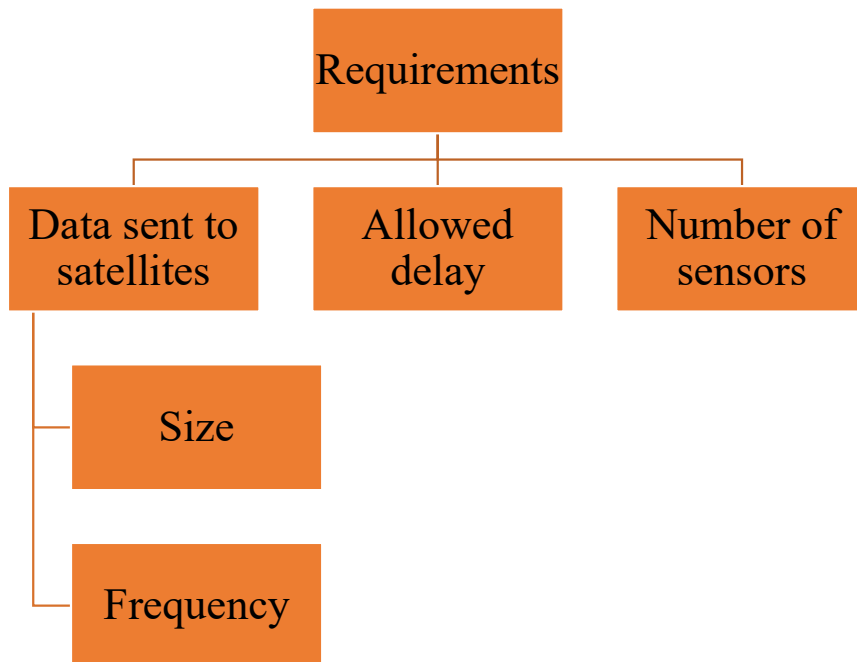 Requirements
Data sent to
satellites
Allowed
delay
Number of
sensors
Size
Frequency